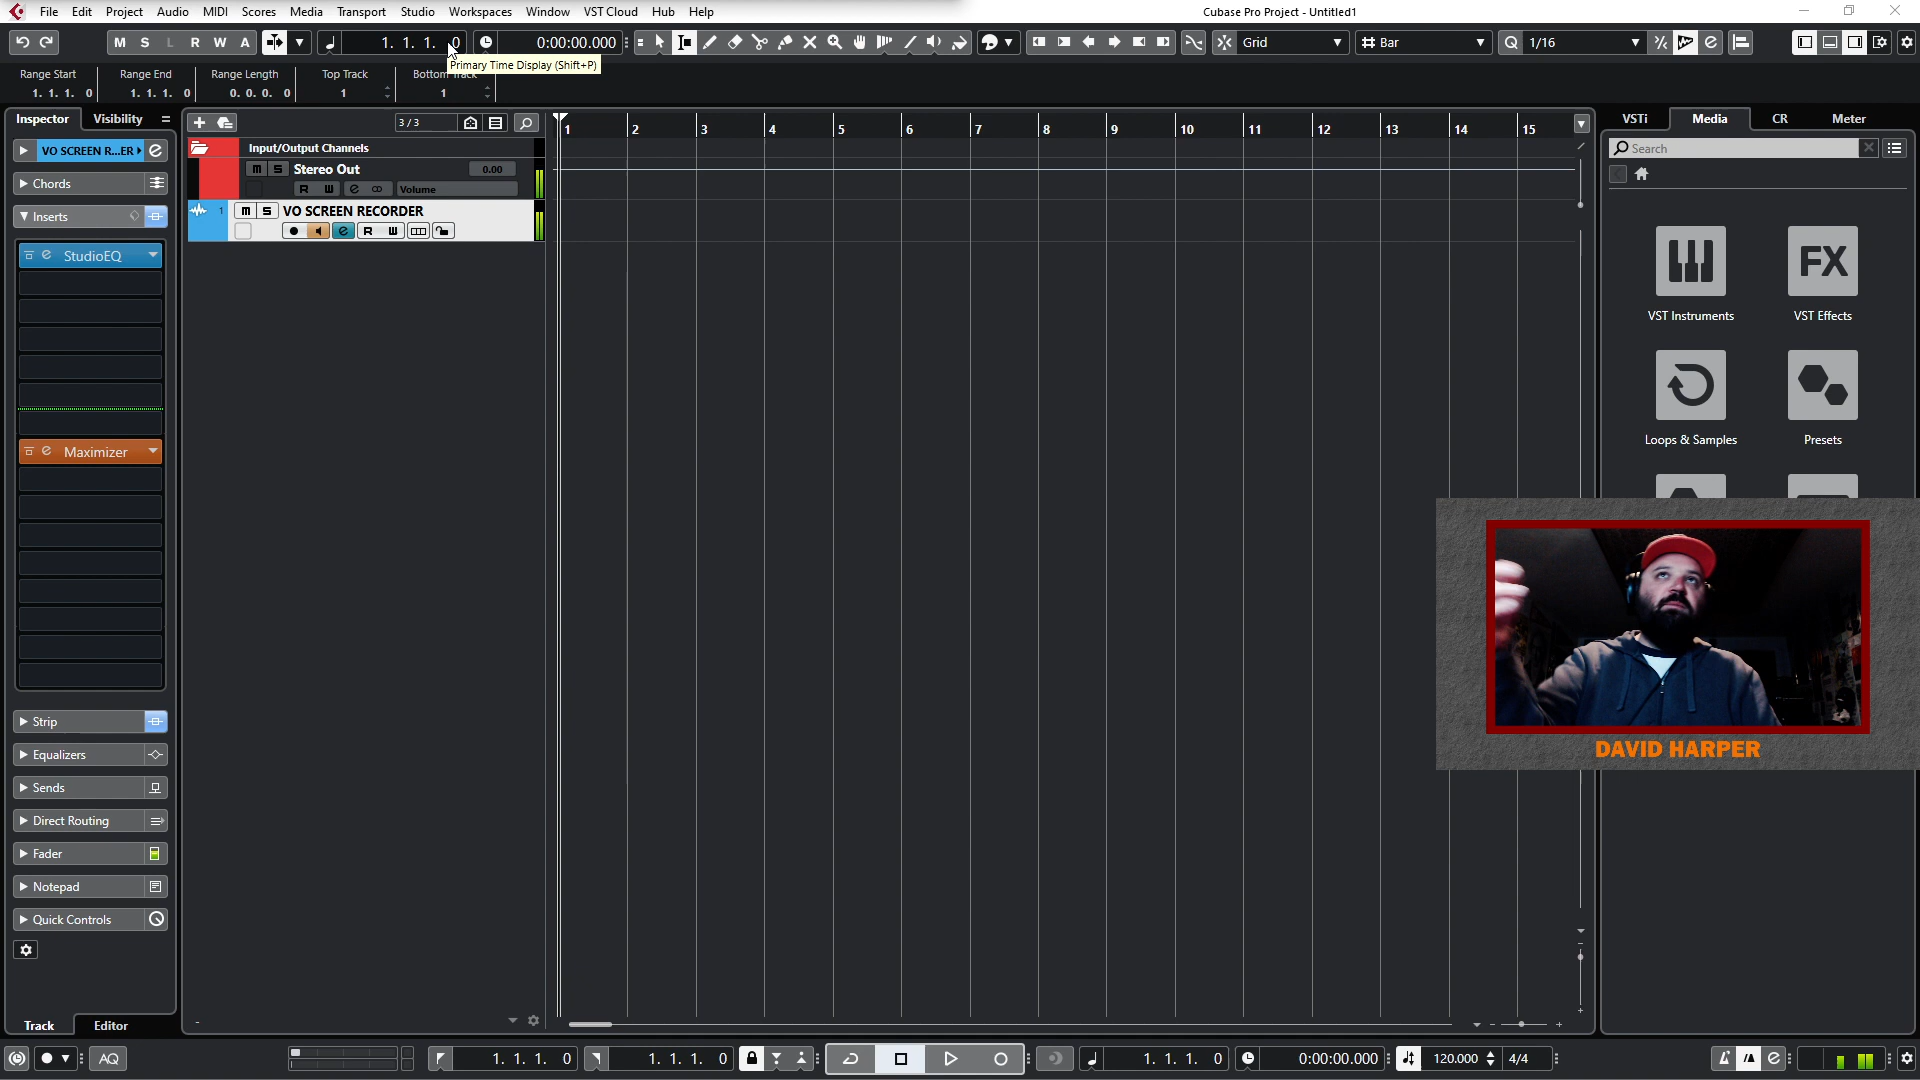 File Edit Project Audio MIDI Scores Media Transport Studio Workspaces Window VST Cloud Hub Help
Cubase Pro Project - Untitled1
M S L R W A
1. 1. 1. 0
0:00:00.000
Grid
Bar
Q 1/16
Primary Time Display (Shift+P)
Range Start Range End Range Length Top Track Bottom Track
1. 1. 1. 0 1. 1. 1. 0 0. 0. 0. 0 1 1
Inspector Visibility
3 / 3
1 2 3 4 5 6 7 8 9 10 11 12 13 14 15
VSTi Media CR Meter
VO SCREEN R...ER
Input/Output Channels
Search
Chords
m s Stereo Out 0.00
R W e Volume
Inserts
1 m s VO SCREEN RECORDER
R W
StudioEQ
Maximizer
FX
VST Instruments VST Effects
Loops & Samples Presets
DAVID HARPER
Strip
Equalizers
Sends
Direct Routing
Fader
Notepad
Quick Controls
Track Editor
AQ
1. 1. 1. 0
1. 1. 1. 0
1. 1. 1. 0
0:00:00.000
120.000
4/4